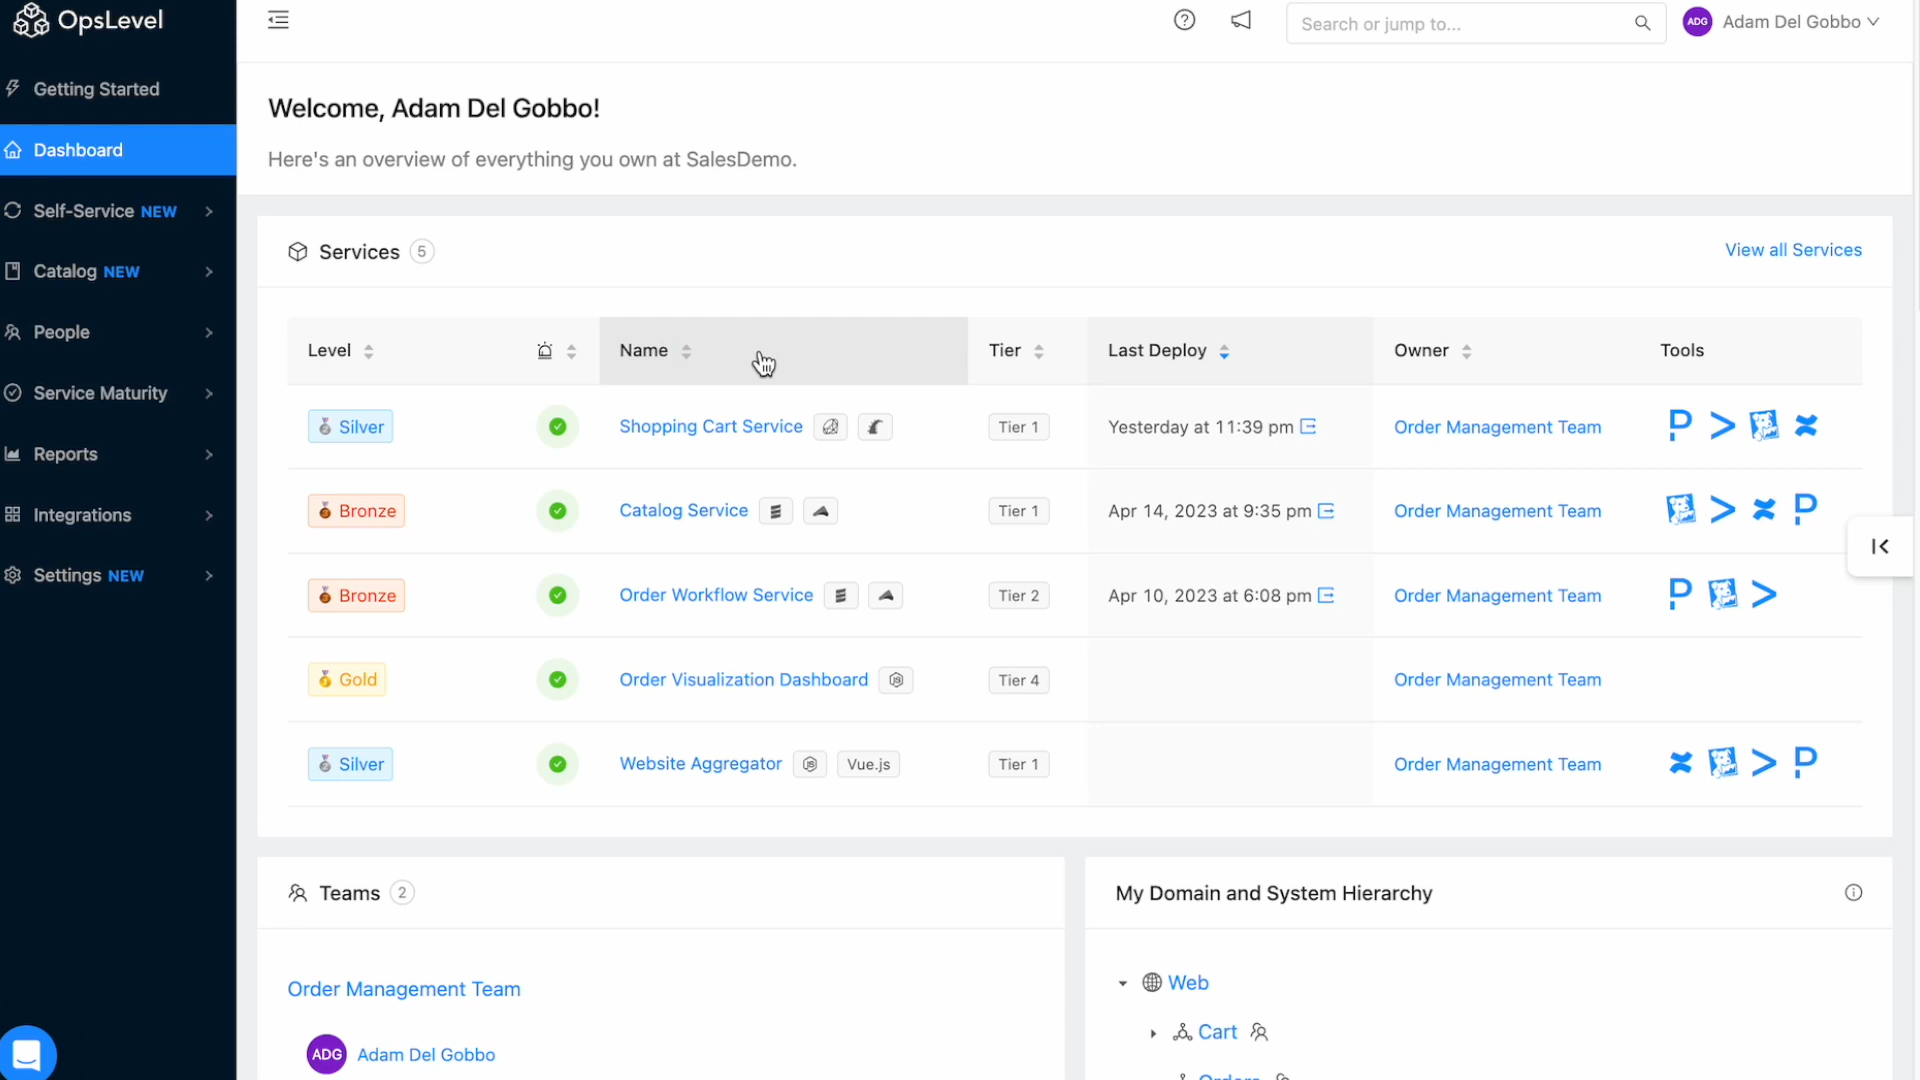 OpsLevel
Search or jump to...
ADG Adam Del Gobbo
Getting Started
Dashboard
Self-Service NEW
Catalog NEW
People
Service Maturity
Reports
Integrations
Settings NEW
Welcome, Adam Del Gobbo!
Here's an overview of everything you own at SalesDemo.
Services 5
View all Services
Level Name Tier Last Deploy Owner Tools
Silver Shopping Cart Service Tier 1 Yesterday at 11:39 pm Order Management Team
Bronze Catalog Service Tier 1 Apr 14, 2023 at 9:35 pm Order Management Team
Bronze Order Workflow Service Tier 2 Apr 10, 2023 at 6:08 pm Order Management Team
Gold Order Visualization Dashboard Tier 4 Order Management Team
Silver Website Aggregator Vue.js Tier 1 Order Management Team
Teams 2
Order Management Team
ADG Adam Del Gobbo
My Domain and System Hierarchy
Web
Cart
Orders